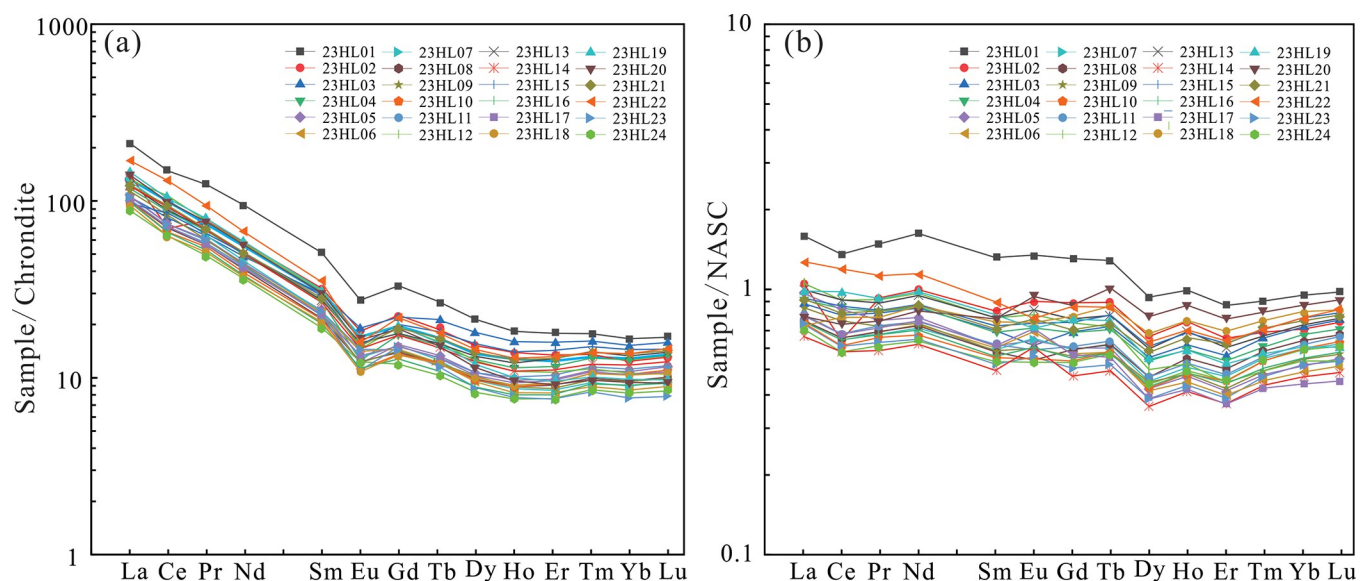 (a)
Sample/Chrondite
1000
100
10
1
23HL01 23HL07 23HL13 23HL19
23HL02 23HL08 23HL14 23HL20
23HL03 23HL09 23HL15 23HL21
23HL04 23HL10 23HL16 23HL22
23HL05 23HL11 23HL17 23HL23
23HL06 23HL12 23HL18 23HL24
La Ce Pr Nd Sm Eu Gd Tb Dy Ho Er Tm Yb Lu
(b)
Sample/NASC
10
1
0.1
23HL01 23HL07 23HL13 23HL19
23HL02 23HL08 23HL14 23HL20
23HL03 23HL09 23HL15 23HL21
23HL04 23HL10 23HL16 23HL22
23HL05 23HL11 23HL17 23HL23
23HL06 23HL12 23HL18 23HL24
La Ce Pr Nd Sm Eu Gd Tb Dy Ho Er Tm Yb Lu